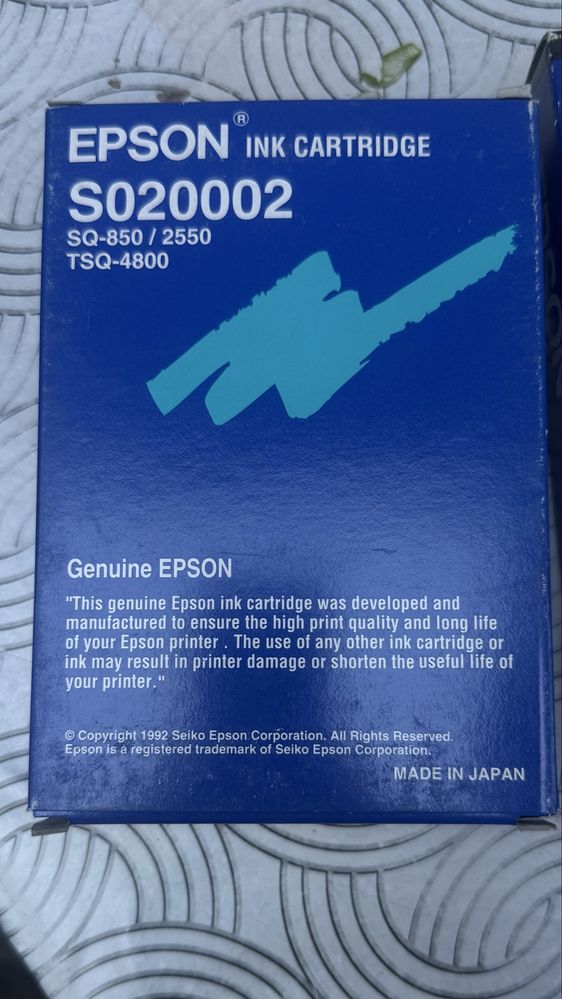 EPSON® INK CARTRIDGE
S020002
SQ-850 / 2550
TSQ-4800
Genuine EPSON
"This genuine Epson ink cartridge was developed and
manufactured to ensure the high print quality and long life
of your Epson printer . The use of any other ink cartridge or
ink may result in printer damage or shorten the useful life of
your printer."
© Copyright 1992 Seiko Epson Corporation. All Rights Reserved.
Epson is a registered trademark of Seiko Epson Corporation.
MADE IN JAPAN